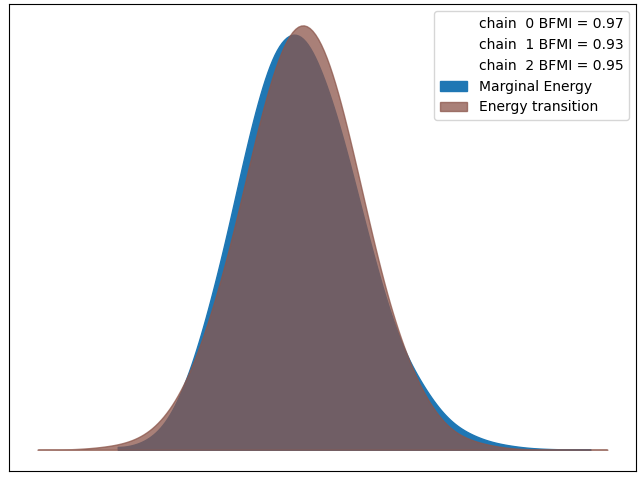 chain  0 BFMI = 0.97
chain  1 BFMI = 0.93
chain  2 BFMI = 0.95
Marginal Energy
Energy transition